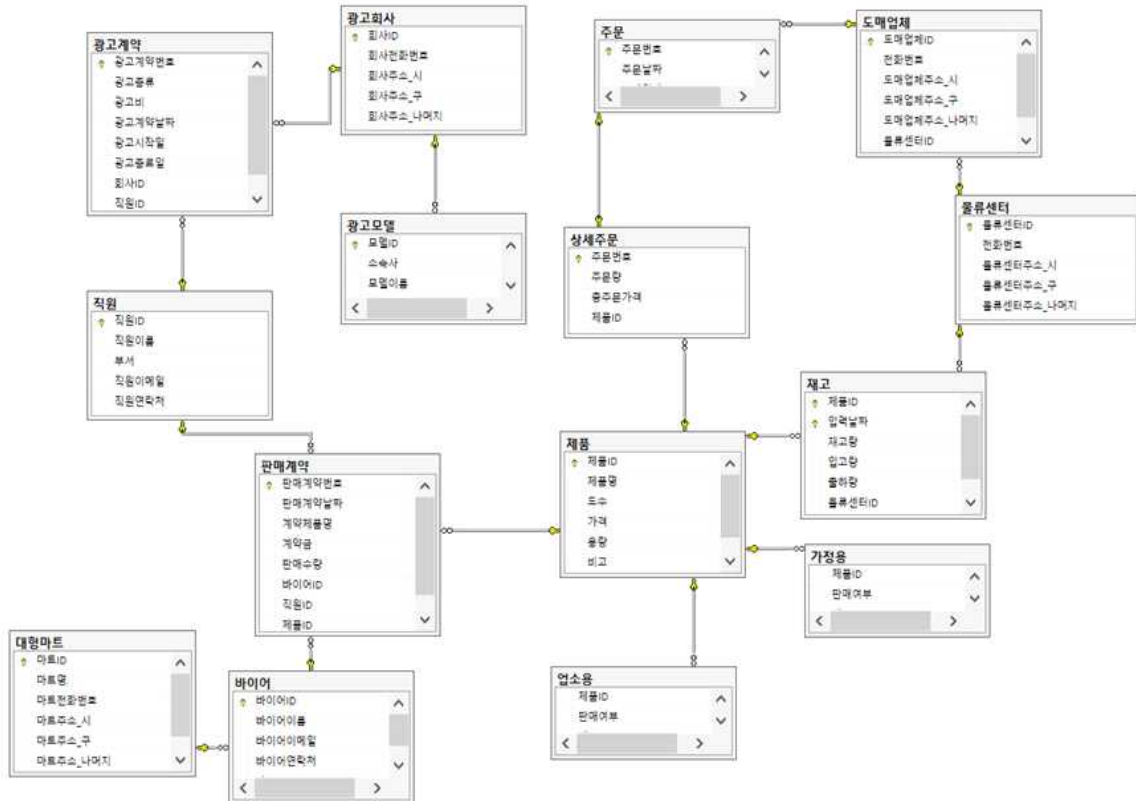 광고계약
광고계약번호
광고종류
광고비
광고계약날짜
광고시작일
광고종료일
회사ID
직원ID
광고회사
회사ID
회사전화번호
회사주소_시
회사주소_구
회사주소_나머지
주문
주문번호
주문날짜
도매업체
도매업체ID
전화번호
도매업체주소_시
도매업체주소_구
도매업체주소_나머지
물류센터ID
광고모델
모델ID
소속사
모델이름
상세주문
주문번호
주문량
총주문가격
제품ID
물류센터
물류센터ID
전화번호
물류센터주소_시
물류센터주소_구
물류센터주소_나머지
직원
직원ID
직원이름
부서
직원이메일
직원연락처
재고
제품ID
입력날짜
재고량
입고량
출하량
물류센터ID
판매계약
판매계약번호
판매계약날짜
계약제품명
계약금
판매수량
바이어ID
직원ID
제품ID
제품
제품ID
제품명
도수
가격
용량
비고
가정용
제품ID
판매여부
대형마트
마트ID
마트명
마트전화번호
마트주소_시
마트주소_구
마트주소_나머지
바이어
바이어ID
바이어이름
바이어이메일
바이어연락처
업소용
제품ID
판매여부